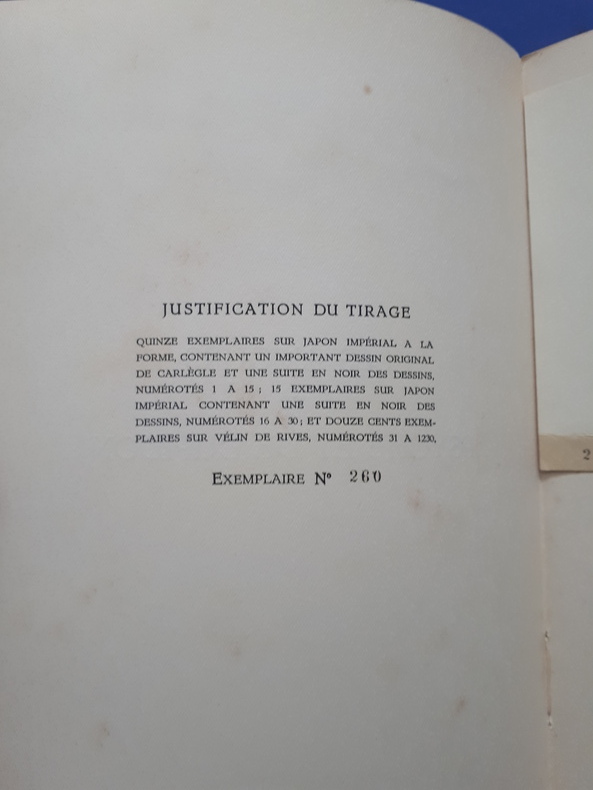 JUSTIFICATION DU TIRAGE
QUINZE EXEMPLAIRES SUR JAPON IMPÉRIAL A LA
FORME, CONTENANT UN IMPORTANT DESSIN ORIGINAL
DE CARLÈGLE ET UNE SUITE EN NOIR DES DESSINS,
NUMÉROTÉS 1 A 15 ; 15 EXEMPLAIRES SUR JAPON
IMPÉRIAL CONTENANT UNE SUITE EN NOIR DES
DESSINS, NUMÉROTÉS 16 A 30 ; ET DOUZE CENTS EXEM-
PLAIRES SUR VÉLIN DE RIVES, NUMÉROTÉS 31 A 1230.
EXEMPLAIRE Nº 260
2